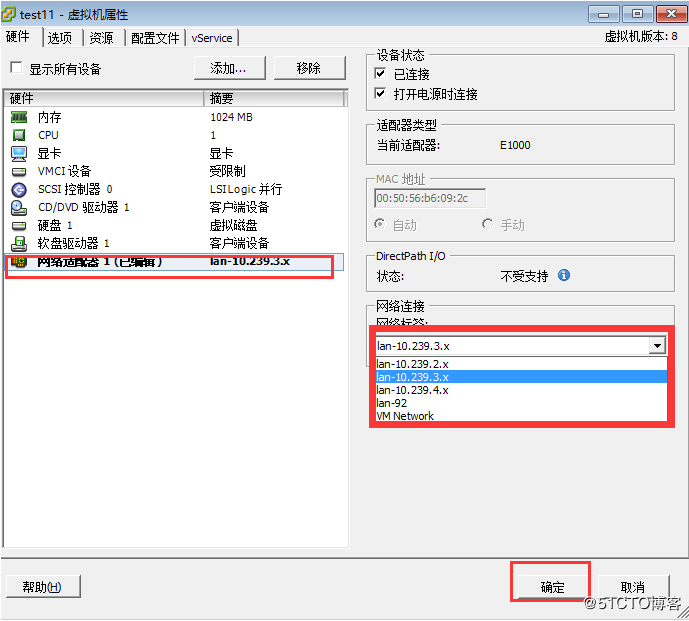 test11 - 虚拟机属性
硬件 选项 资源 配置文件 vService 虚拟机版本: 8
显示所有设备 添加... 移除
硬件 摘要
内存 1024 MB
CPU 1
显卡 显卡
VMCI 设备 受限制
SCSI 控制器 0 LSI Logic 并行
CD/DVD 驱动器 1 客户端设备
硬盘 1 虚拟磁盘
软盘驱动器 1 客户端设备
网络适配器 1 (已编辑) lan-10.239.3.x
设备状态
已连接
打开电源时连接
适配器类型
当前适配器: E1000
MAC 地址
00:50:56:b6:09:2c
自动 手动
DirectPath I/O
状态: 不受支持
网络连接
网络标签:
lan-10.239.3.x
lan-10.239.2.x
lan-10.239.3.x
lan-10.239.4.x
lan-92
VM Network
帮助(H) 确定 取消
@51CTO博客